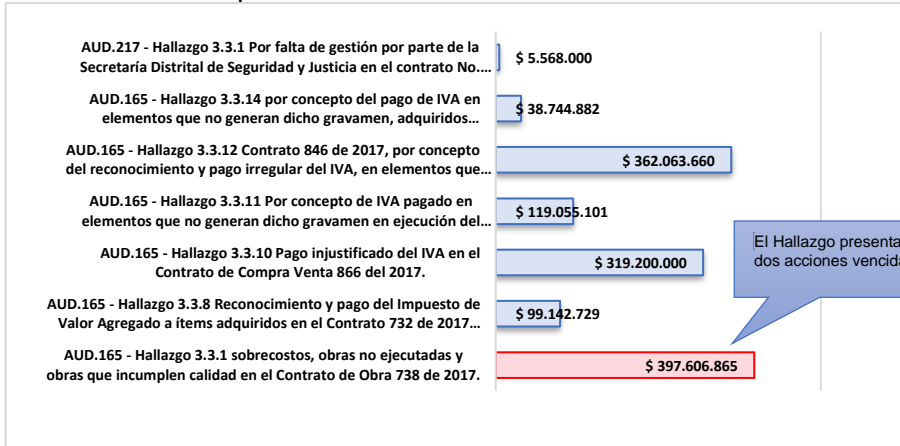 AUD.217 - Hallazgo 3.3.1 Por falta de gestión por parte de la
Secretaría Distrital de Seguridad y Justicia en el contrato No....
$ 5.568.000
AUD.165 - Hallazgo 3.3.14 por concepto del pago de IVA en
elementos que no generan dicho gravamen, adquiridos...
$ 38.744.882
AUD.165 - Hallazgo 3.3.12 Contrato 846 de 2017, por concepto
del reconocimiento y pago irregular del IVA, en elementos que...
$ 362.063.660
AUD.165 - Hallazgo 3.3.11 Por concepto de IVA pagado en
elementos que no generan dicho gravamen en ejecución del...
$ 119.055.101
AUD.165 - Hallazgo 3.3.10 Pago injustificado del IVA en el
Contrato de Compra Venta 866 del 2017.
$ 319.200.000
El Hallazgo presenta
dos acciones vencida
AUD.165 - Hallazgo 3.3.8 Reconocimiento y pago del Impuesto de
Valor Agregado a ítems adquiridos en el Contrato 732 de 2017...
$ 99.142.729
AUD.165 - Hallazgo 3.3.1 sobrecostos, obras no ejecutadas y
obras que incumplen calidad en el Contrato de Obra 738 de 2017.
$ 397.606.865